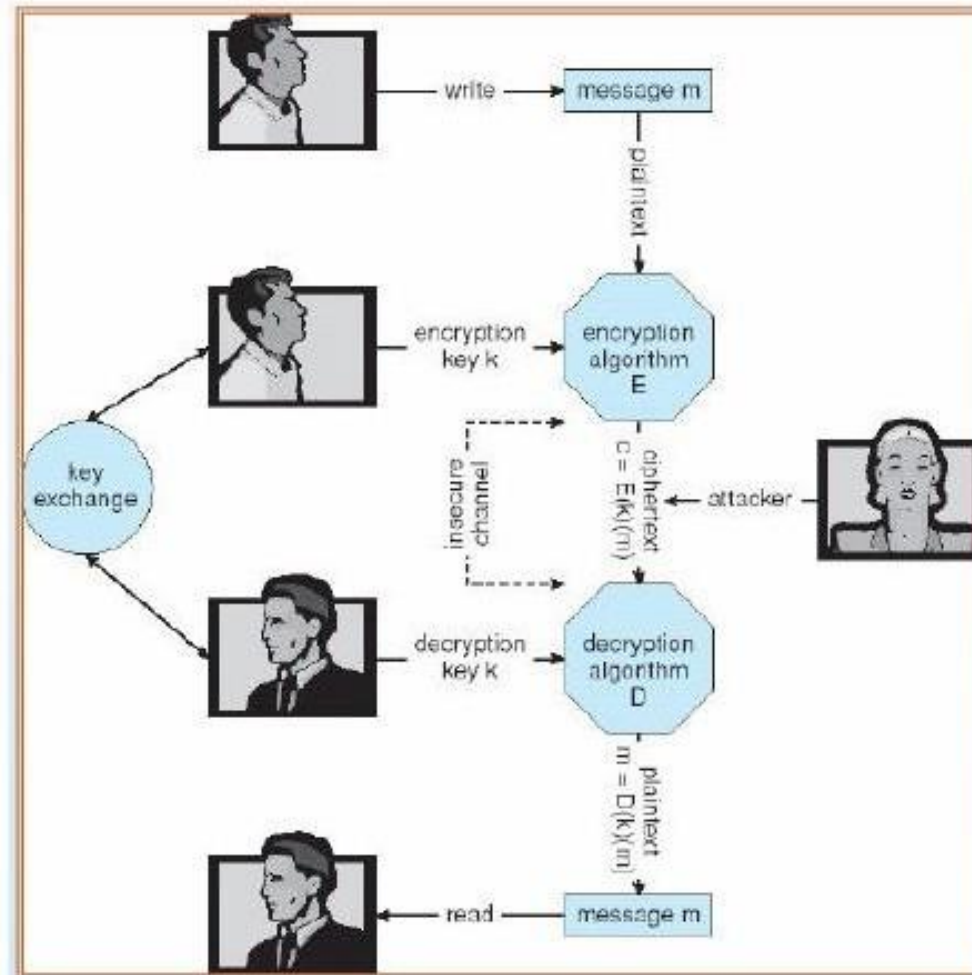 write
message m
plaintext
encryption
key k
encryption
algorithm
E
key
exchange
insecure
channel
ciphertext
c = E(k)(m)
attacker
decryption
key k
decryption
algorithm
D
plaintext
m = D(k)(m)
read
message m